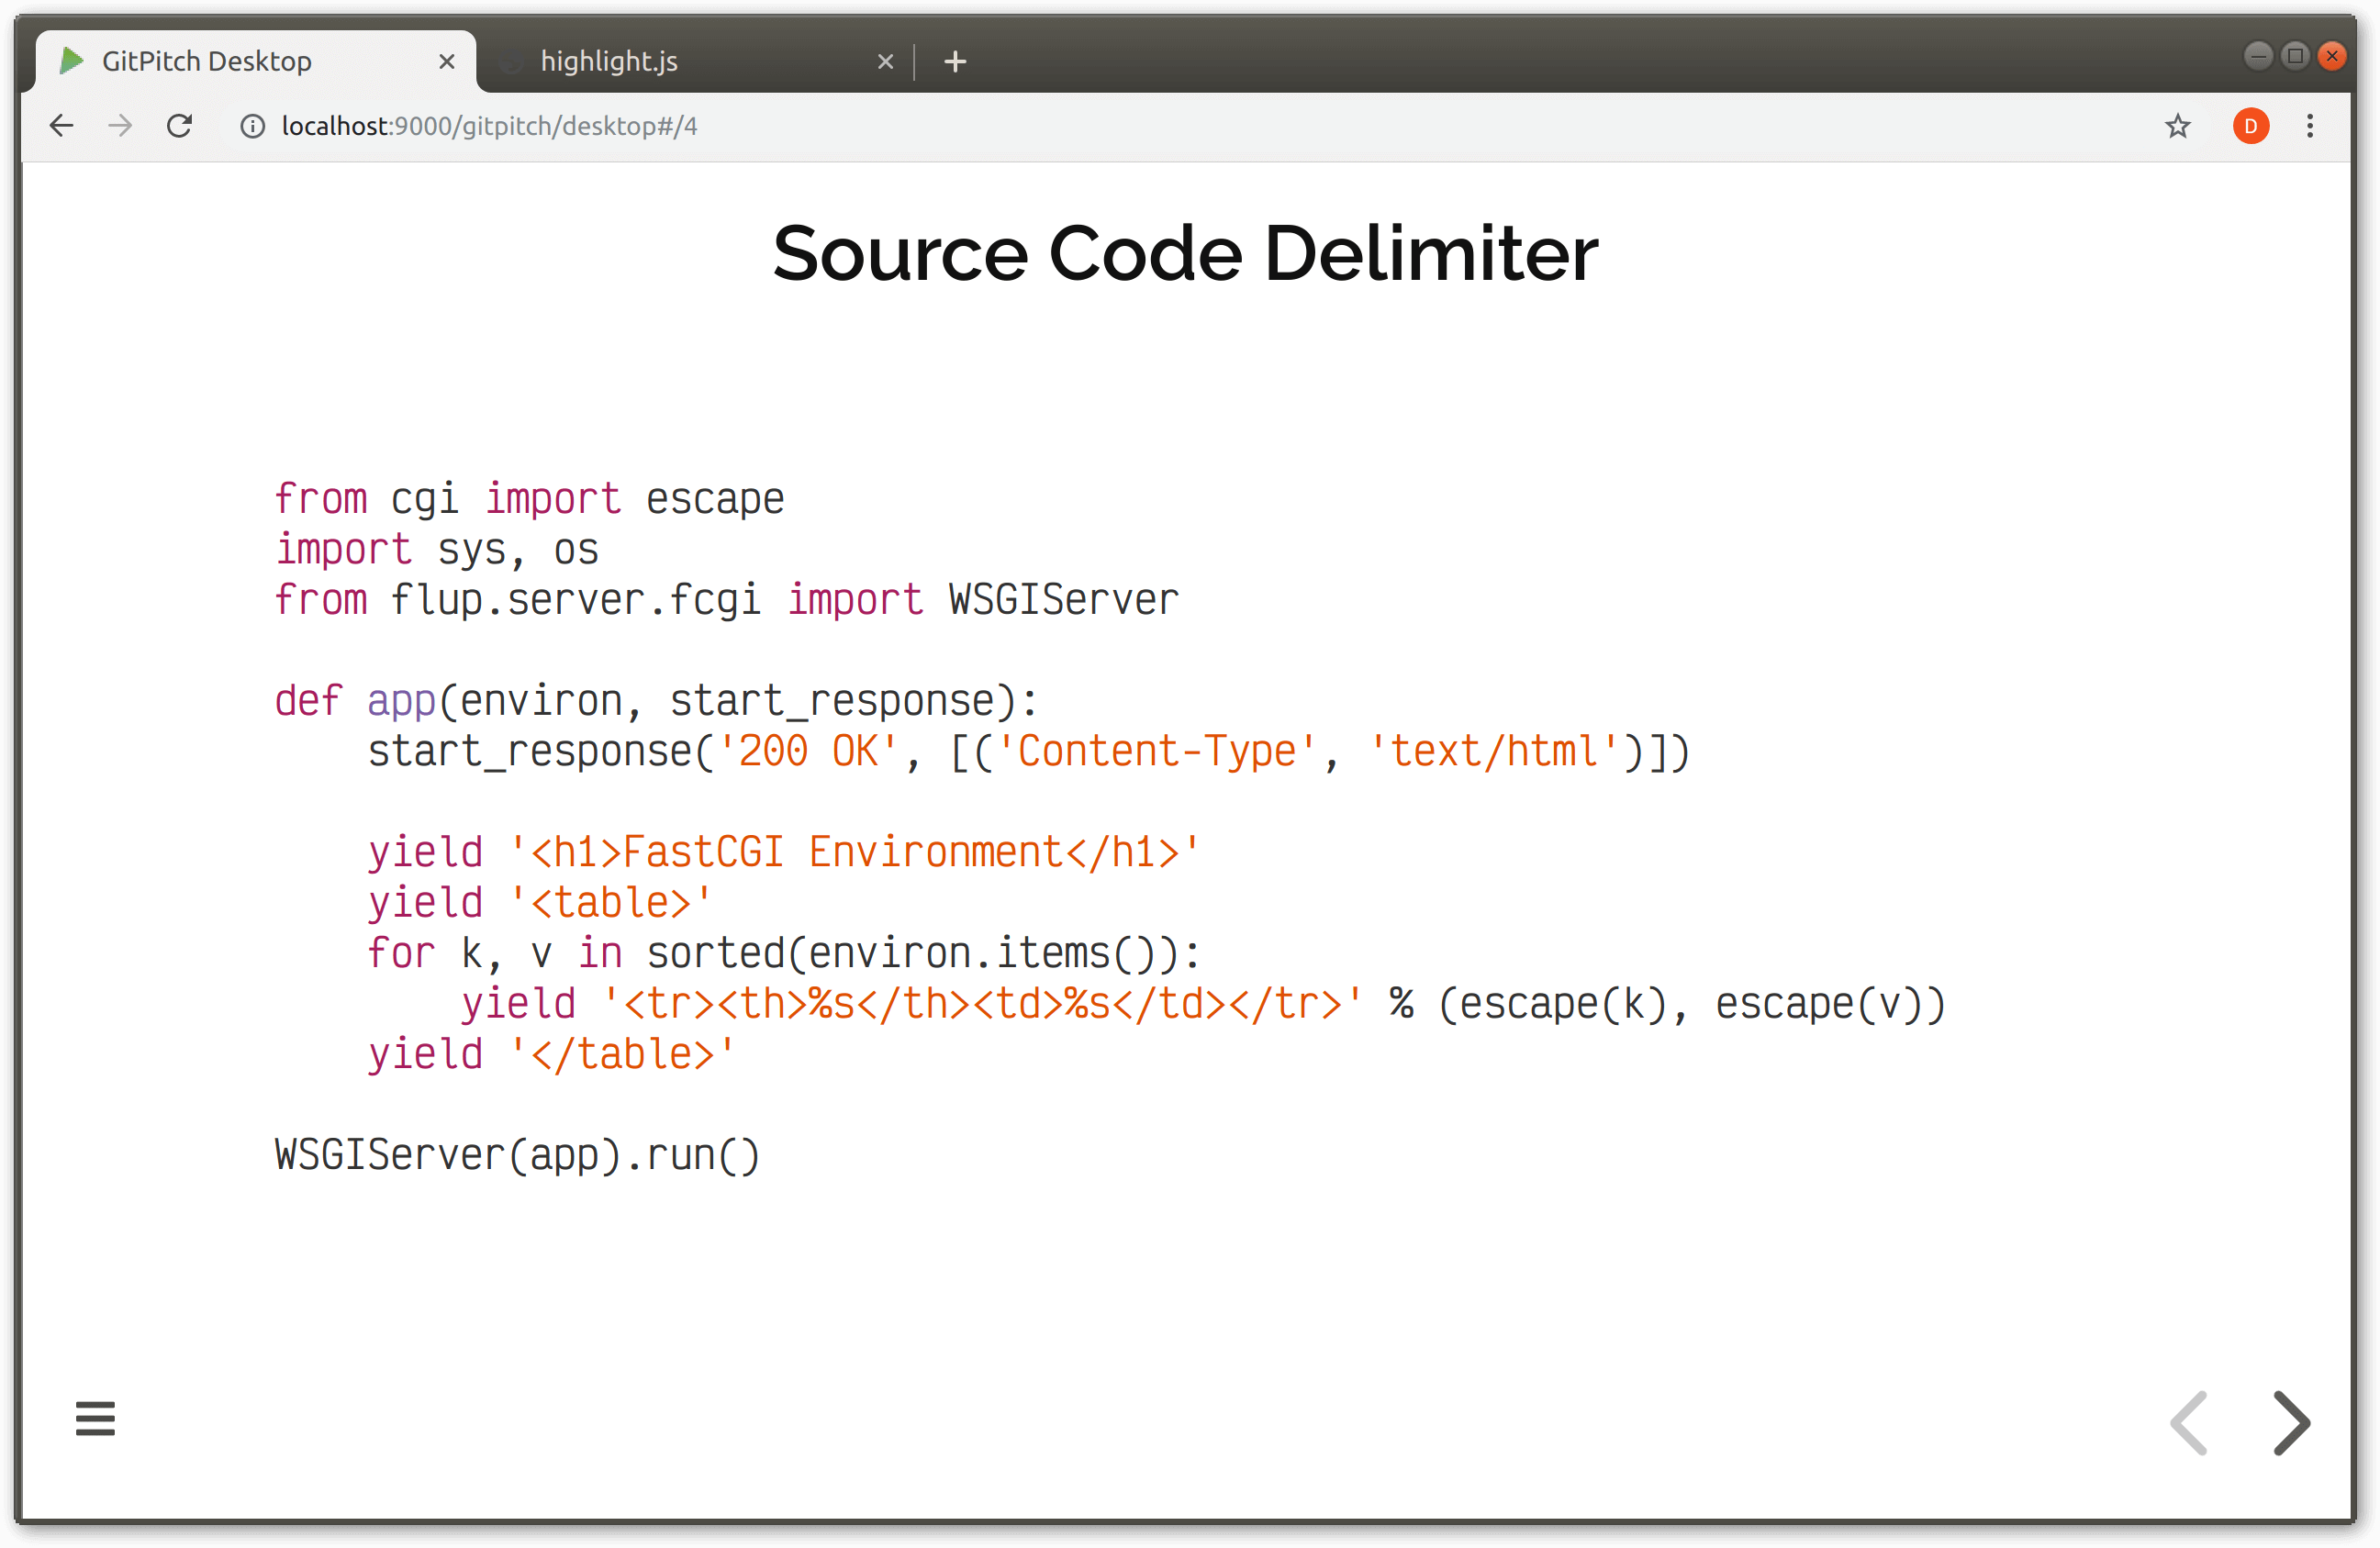 GitPitch Desktop
highlight.js
localhost:9000/gitpitch/desktop#/4
D
Source Code Delimiter
from cgi import escape
import sys, os
from flup.server.fcgi import WSGIServer
def app(environ, start_response):
    start_response('200 OK', [('Content-Type', 'text/html')])
    yield '<h1>FastCGI Environment</h1>'
    yield '<table>'
    for k, v in sorted(environ.items()):
        yield '<tr><th>%s</th><td>%s</td></tr>' % (escape(k), escape(v))
    yield '</table>'
WSGIServer(app).run()